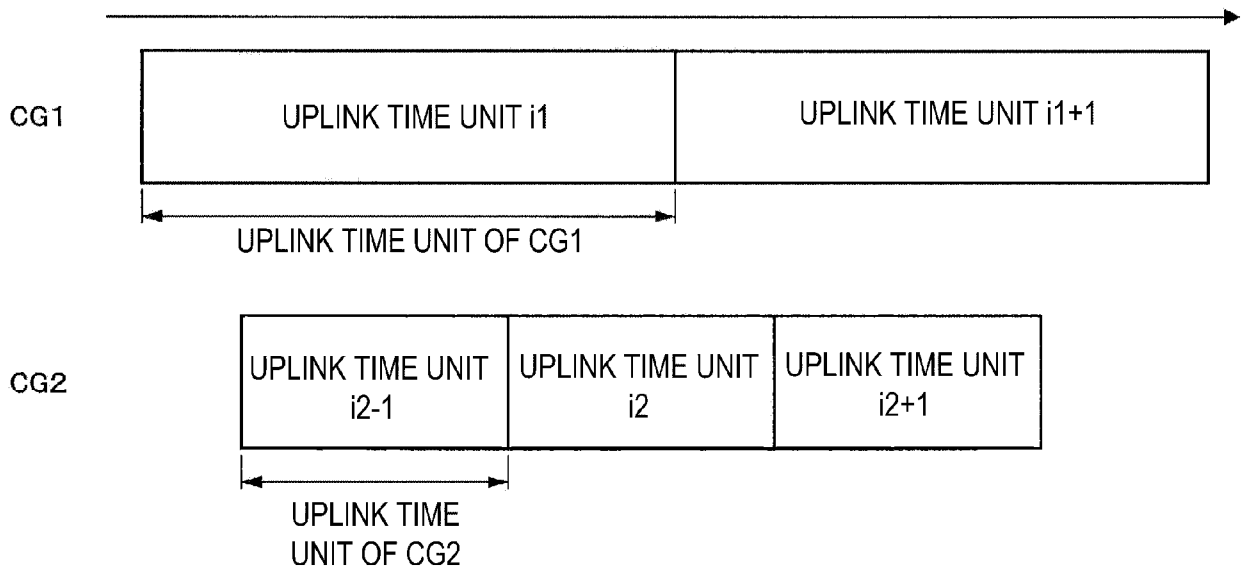 CG1
UPLINK TIME UNIT i1
UPLINK TIME UNIT i1+1
UPLINK TIME UNIT OF CG1
CG2
UPLINK TIME UNIT
i2-1
UPLINK TIME UNIT
i2
UPLINK TIME UNIT
i2+1
UPLINK TIME
UNIT OF CG2